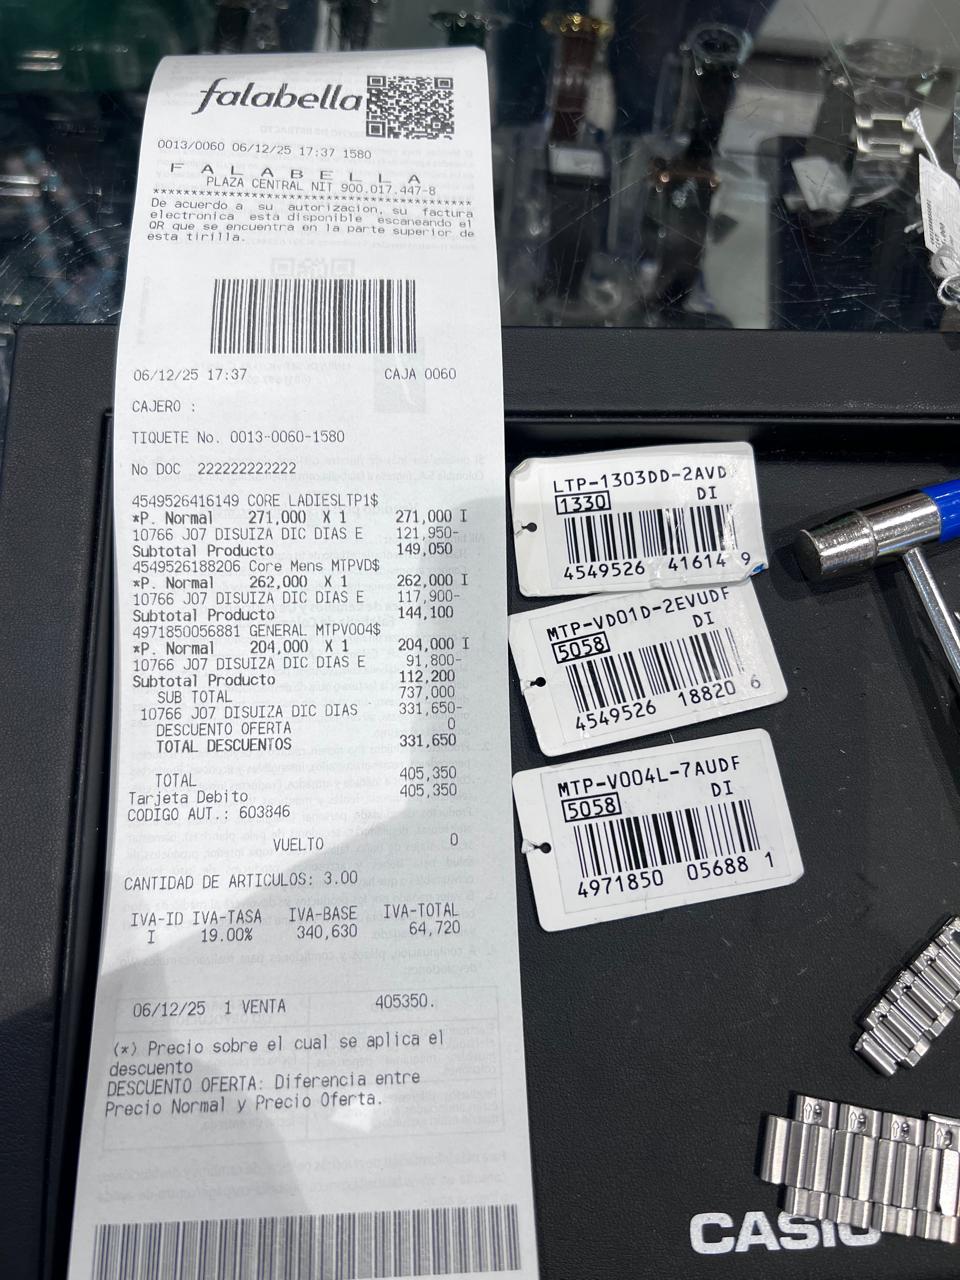 falabella
0013/0060 06/12/25 17:37 1580
F A L A B E L L A
PLAZA CENTRAL NIT 900.017.447-8
****************************************
De acuerdo a su autorizacion, su factura
electronica esta disponible escaneando el
QR que se encuentra en la parte superior de
esta tirilla.
06/12/25 17:37 CAJA 0060
CAJERO :
TIQUETE No. 0013-0060-1580
No DOC 222222222222
4549526416149 CORE LADIESLTP1$
*P. Normal 271,000 X 1 271,000 I
10766 J07 DISUIZA DIC DIAS E 121,950-
Subtotal Producto 149,050
4549526188206 Core Mens MTPVD$
*P. Normal 262,000 X 1 262,000 I
10766 J07 DISUIZA DIC DIAS E 117,900-
Subtotal Producto 144,100
4971850056881 GENERAL MTPV004$
*P. Normal 204,000 X 1 204,000 I
10766 J07 DISUIZA DIC DIAS E 91,800-
Subtotal Producto 112,200
SUB TOTAL 737,000
10766 J07 DISUIZA DIC DIAS 331,650-
DESCUENTO OFERTA 0
TOTAL DESCUENTOS 331,650
TOTAL 405,350
Tarjeta Debito 405,350
CODIGO AUT.: 603846
VUELTO 0
CANTIDAD DE ARTICULOS: 3.00
IVA-ID IVA-TASA IVA-BASE IVA-TOTAL
I 19.00% 340,630 64,720
06/12/25 1 VENTA 405350.
(*) Precio sobre el cual se aplica el
descuento
DESCUENTO OFERTA: Diferencia entre
Precio Normal y Precio Oferta.
LTP-1303DD-2AVD
1330 DI
4549526 41614 9
MTP-VD01D-2EVUDF
5058 DI
4549526 18820 6
MTP-V004L-7AUDF
5058 DI
4971850 05688 1
CASIO